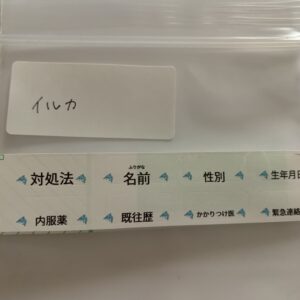 イルカ
対処法
ふりがな
名前
性別
生年月日
内服薬
既往歴
かかりつけ医
緊急連絡